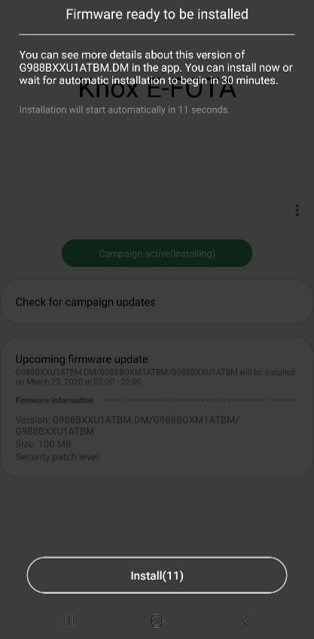 Firmware ready to be installed
You can see more details about this version of
G988BXXU1ATBM.DM in the app. You can install now or
wait for automatic installation to begin in 30 minutes.
Knox E-FOTA
Installation will start automatically in 11 seconds.
Campaign active(installing)
Check for campaign updates
Upcoming firmware update
G988BXXU1ATBM.DM/G988BOXM1ATBM/G988BXXU1ATBM will be installed
on March 23, 2020 at 02:00 - 22:00.
Firmware information
Version: G988BXXU1ATBM.DM/G988BOXM1ATBM/
G988BXXU1ATBM
Size: 100 MB
Security patch level:
Install(11)